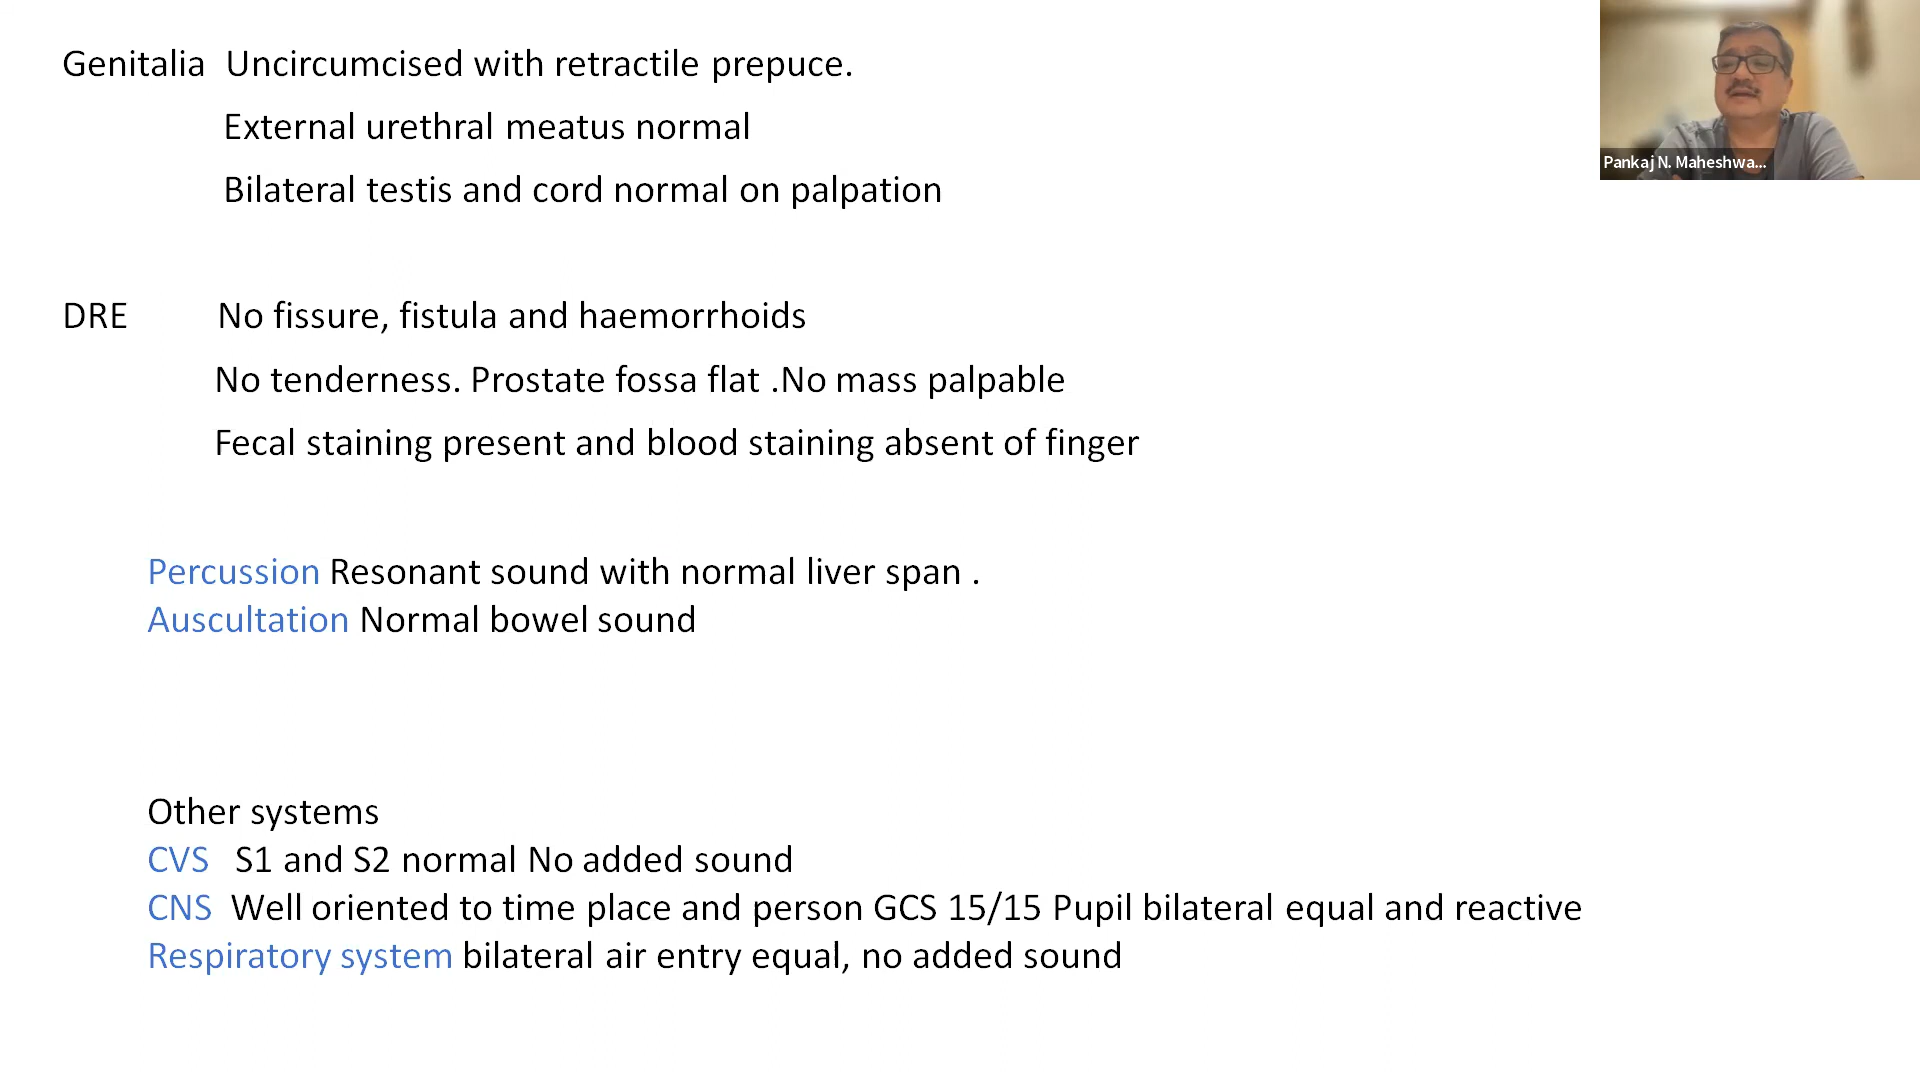 Genitalia Uncircumcised with retractile prepuce.
External urethral meatus normal
Bilateral testis and cord normal on palpation
DRE No fissure, fistula and haemorrhoids
No tenderness. Prostate fossa flat .No mass palpable
Fecal staining present and blood staining absent of finger
Percussion Resonant sound with normal liver span .
Auscultation Normal bowel sound
Other systems
CVS S1 and S2 normal No added sound
CNS Well oriented to time place and person GCS 15/15 Pupil bilateral equal and reactive
Respiratory system bilateral air entry equal, no added sound
Pankaj N. Maheshwa...